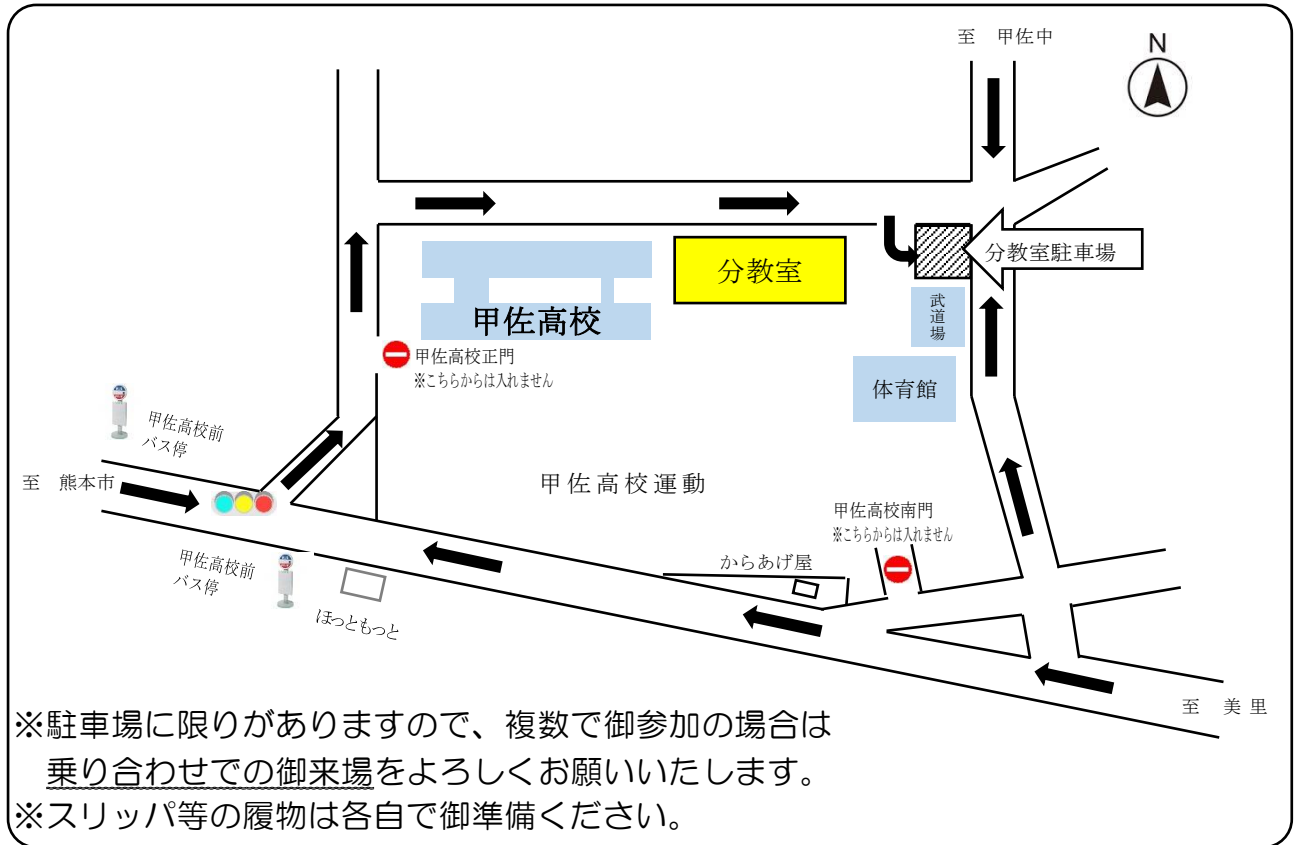 至 甲佐中
N
分教室
分教室駐車場
甲佐高校
武道場
甲佐高校正門
※こちらからは入れません
体育館
甲佐高校前
バス停
至 熊本市
甲佐高校運動
甲佐高校南門
※こちらからは入れません
甲佐高校前
バス停
からあげ屋
ほっともっと
至 美里
※駐車場に限りがありますので、複数で御参加の場合は
乗り合わせでの御来場をよろしくお願いいたします。
※スリッパ等の履物は各自で御準備ください。